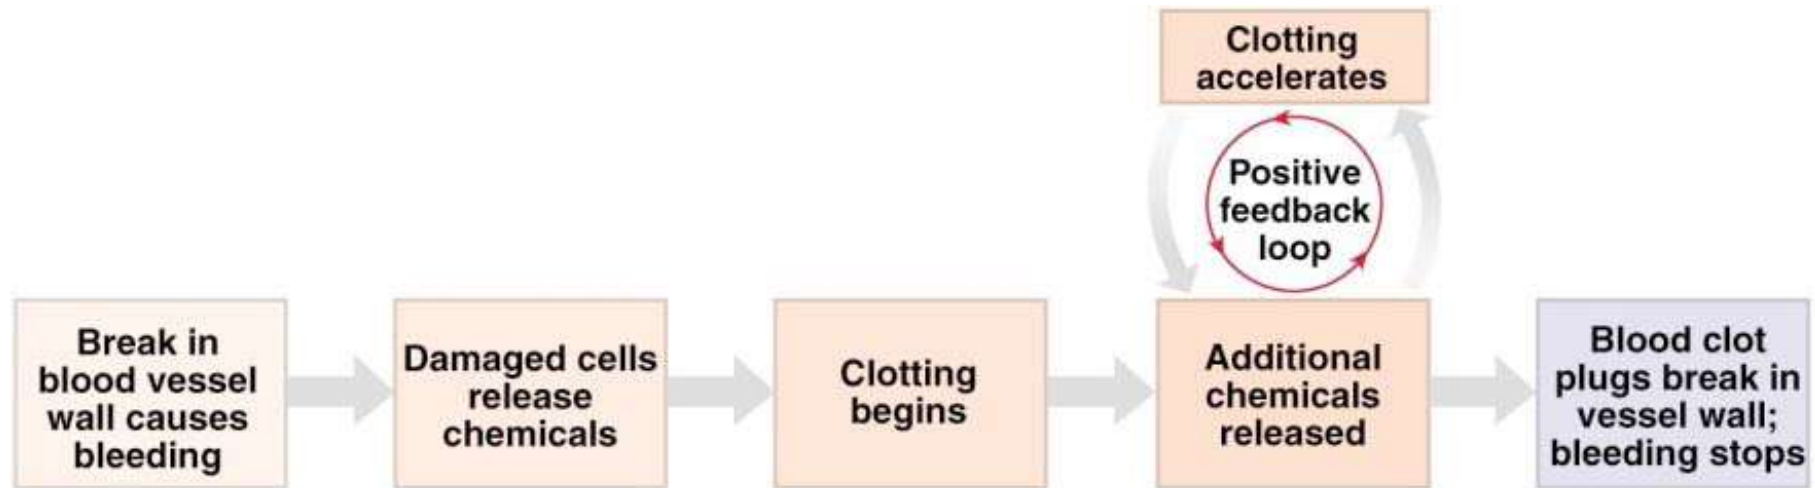 Clotting
accelerates
Positive
feedback
loop
Break in
blood vessel
wall causes
bleeding
Damaged cells
release
chemicals
Clotting
begins
Additional
chemicals
released
Blood clot
plugs break in
vessel wall;
bleeding stops